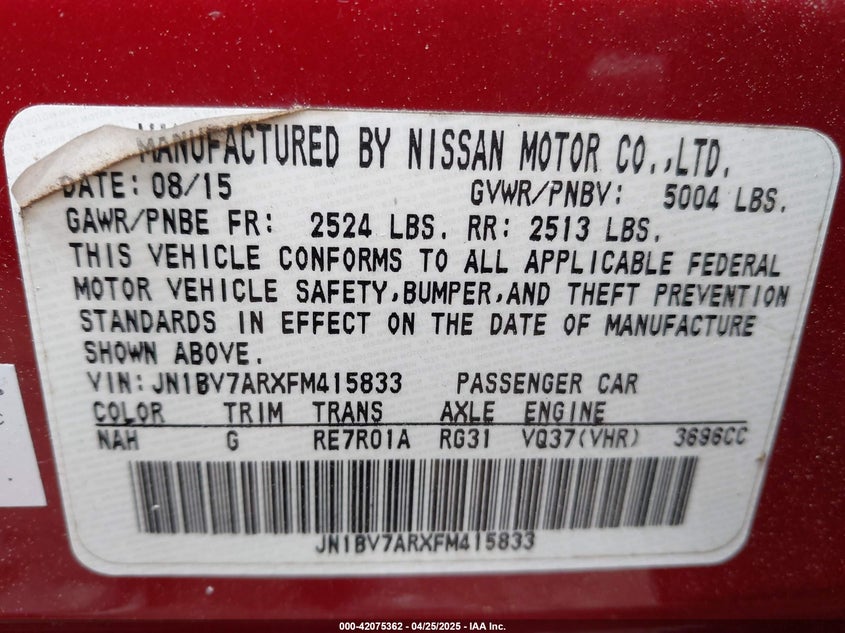 MANUFACTURED BY NISSAN MOTOR CO.,LTD.
DATE: 08/15 GVWR/PNBV: 5004 LBS.
GAWR/PNBE FR: 2524 LBS. RR: 2513 LBS.
THIS VEHICLE CONFORMS TO ALL APPLICABLE FEDERAL
MOTOR VEHICLE SAFETY,BUMPER,AND THEFT PREVENTION
STANDARDS IN EFFECT ON THE DATE OF MANUFACTURE
SHOWN ABOVE.
VIN:JN1BV7ARXFM415833 PASSENGER CAR
COLOR TRIM TRANS AXLE ENGINE
NAH G RE7R01A RG31 VQ37(VHR) 3696CC
JN1BV7ARXFM415833
000-42075362 - 04/25/2025 - IAA Inc.